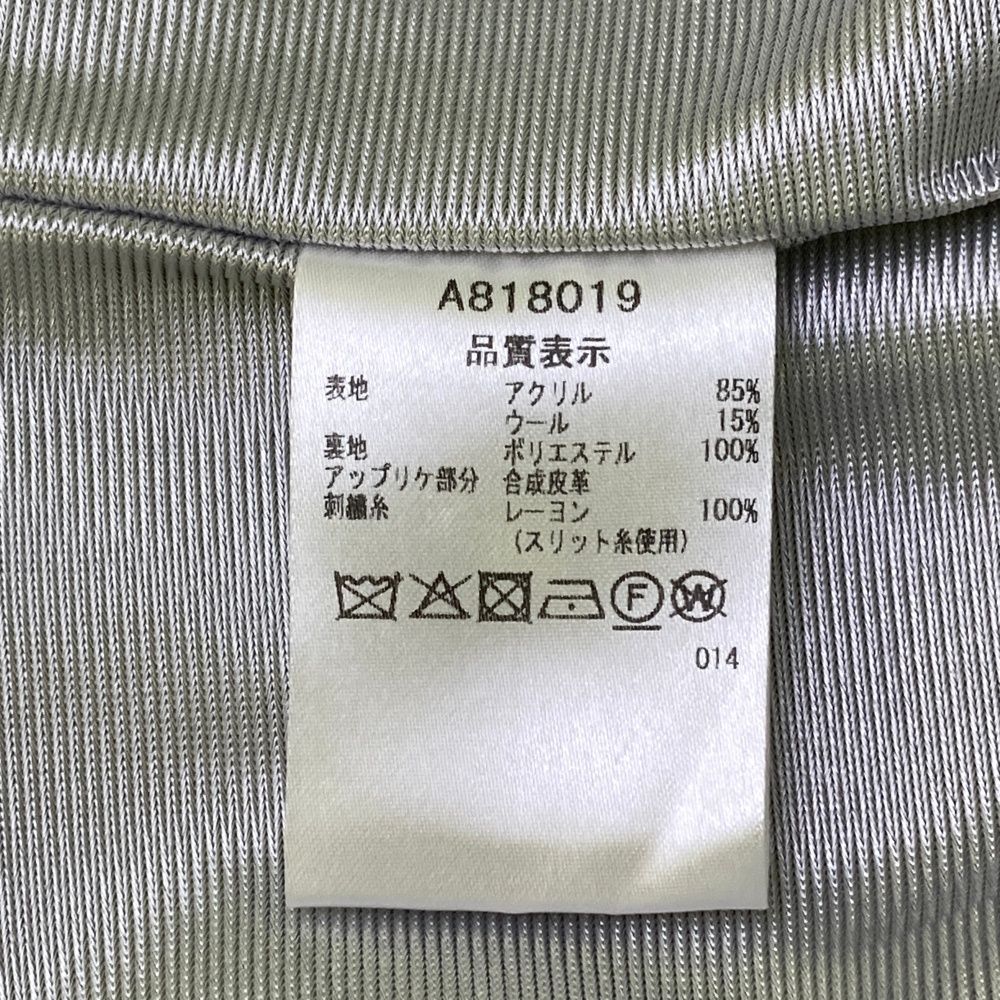 A818019
品質表示
表地 アクリル 85%
ウール 15%
裏地 ポリエステル 100%
アップリケ部分 合成皮革
刺繍糸 レーヨン 100%
(スリット糸使用)
F W
014